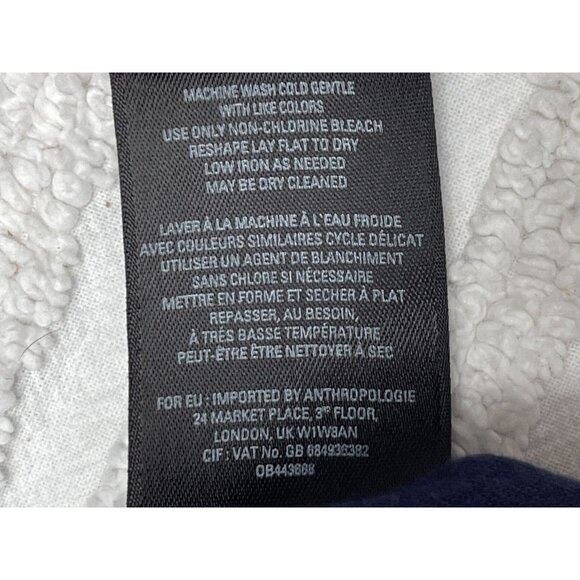 MACHINE WASH COLD GENTLE
WITH LIKE COLORS
USE ONLY NON-CHLORINE BLEACH
RESHAPE LAY FLAT TO DRY
LOW IRON AS NEEDED
MAY BE DRY CLEANED
LAVER À LA MACHINE À L'EAU FROIDE
AVEC COULEURS SIMILAIRES CYCLE DÉLICAT
UTILISER UN AGENT DE BLANCHIMENT
SANS CHLORE SI NÉCESSAIRE
METTRE EN FORME ET SECHER À PLAT
REPASSER, AU BESOIN,
À TRÈS BASSE TEMPÉRATURE
PEUT-ÊTRE ÊTRE NETTOYER À SEC
FOR EU : IMPORTED BY ANTHROPOLOGIE
24 MARKET PLACE, 3RD FLOOR,
LONDON, UK W1W8AN
CIF : VAT No. GB 684936382
OB443668